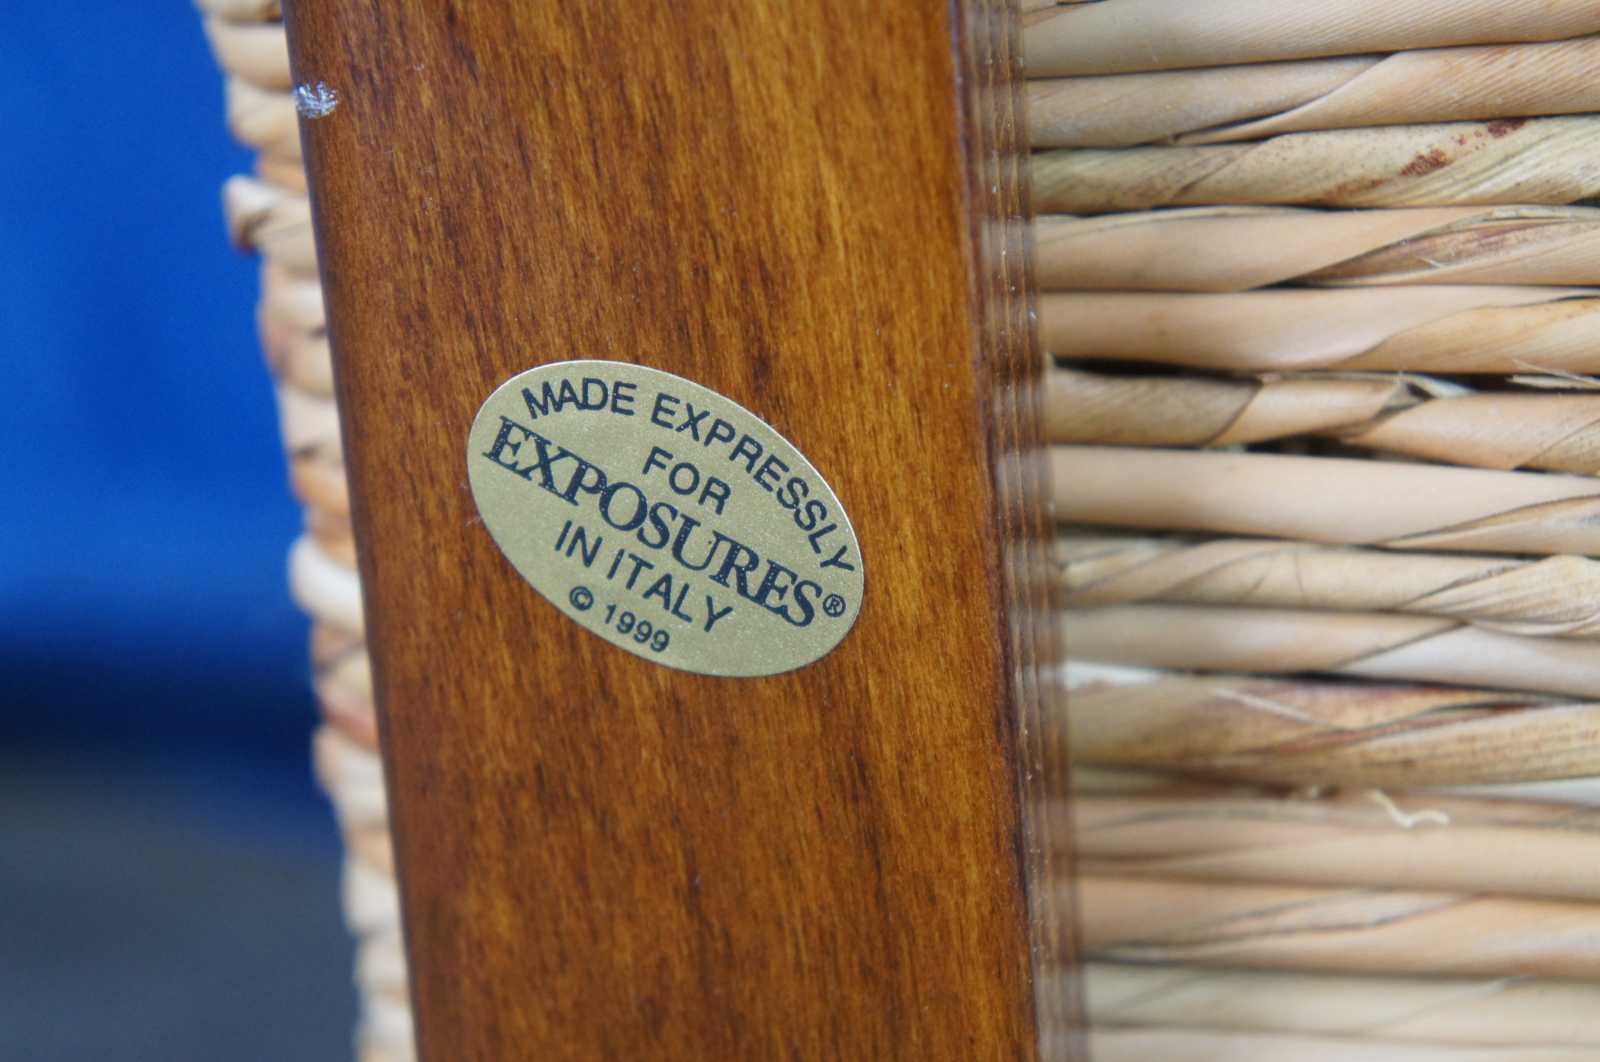 MADE EXPRESSLY
FOR
EXPOSURES®
IN ITALY
© 1999